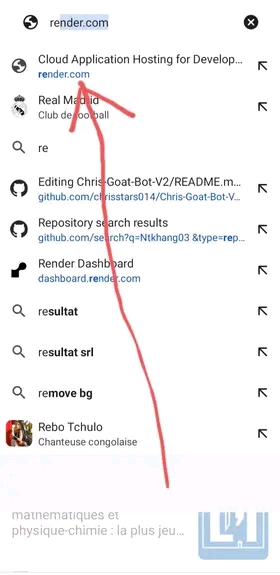 render.com
Cloud Application Hosting for Develop...
render.com
Real Madrid
Club de football
re
Editing Chris-Goat-Bot-V2/README.m...
github.com/chrisstars014/Chris-Goat-Bot-V...
Repository search results
github.com/search?q=Ntkhang03 &type=rep...
Render Dashboard
dashboard.render.com
resultat
resultat srl
remove bg
Rebo Tchulo
Chanteuse congolaise
mathématiques et
physique-chimie : la plus jeu...